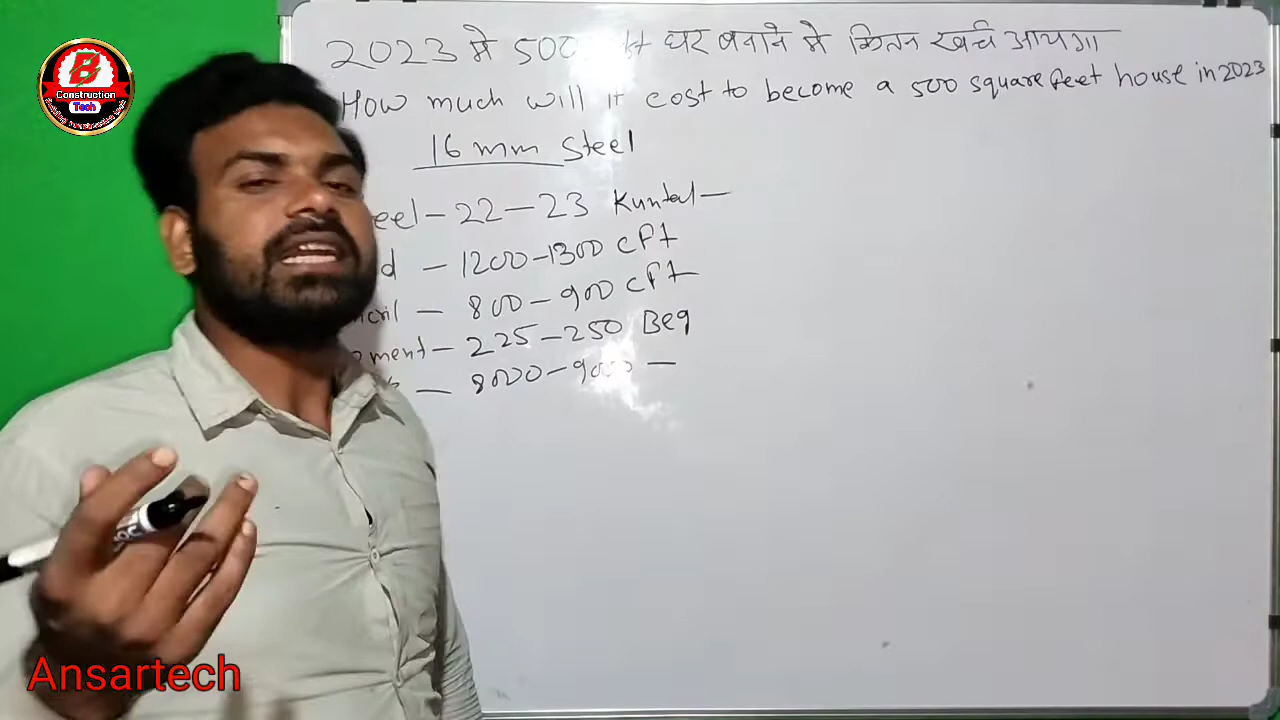 B
Construction
Tech
2023 मे 500 घर बनाने मे कितन खर्च आयगा
How much will it cost to become a 500 square feet house in 2023
16 mm Steel
eel - 22 - 23 Kuntal -
d - 1200 - 1300 CFt
- 800 - 900 CFt
ement - 225 - 250 Beg
- 8000 - 9000 -
Ansartech